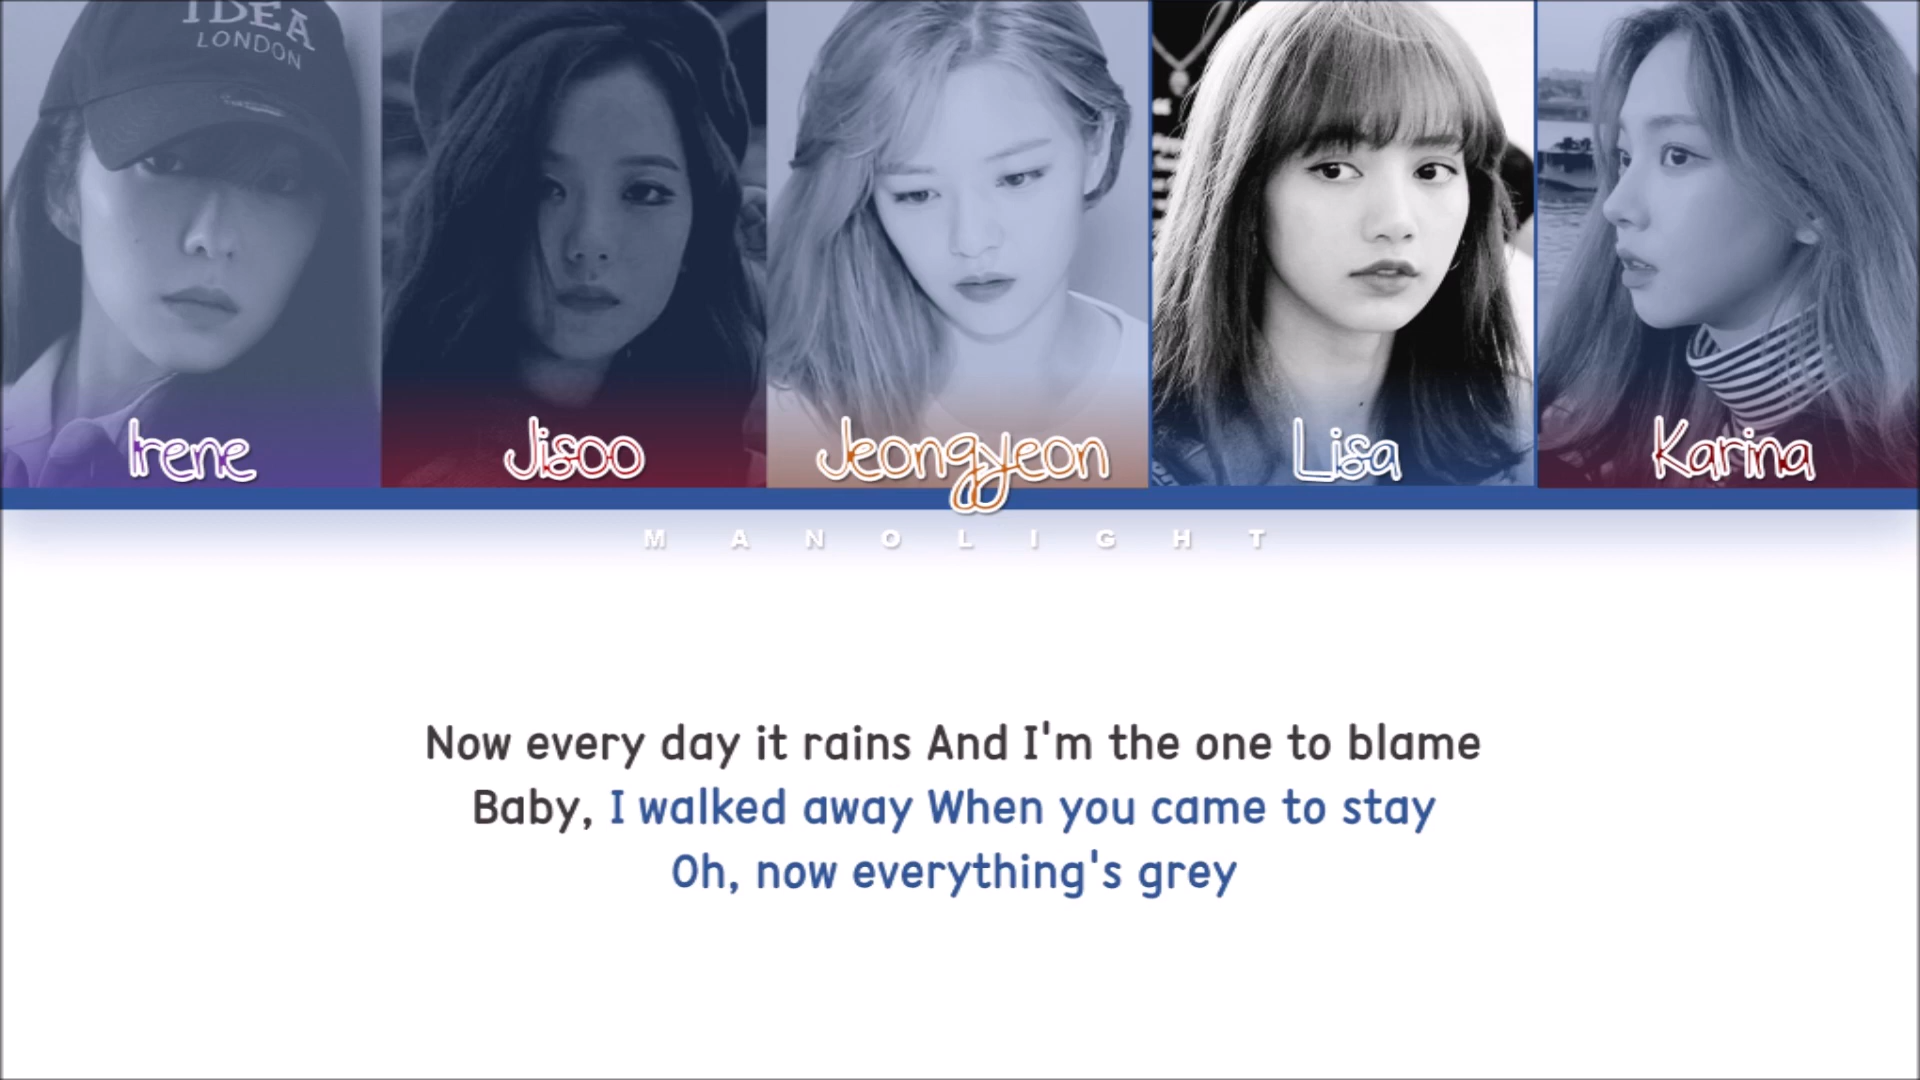 IDEA
LONDON
Irene
Jisoo
Jeongyeon
Lisa
Karina
MANOLIGHT
Now every day it rains And I'm the one to blame
Baby, I walked away When you came to stay
Oh, now everything's grey